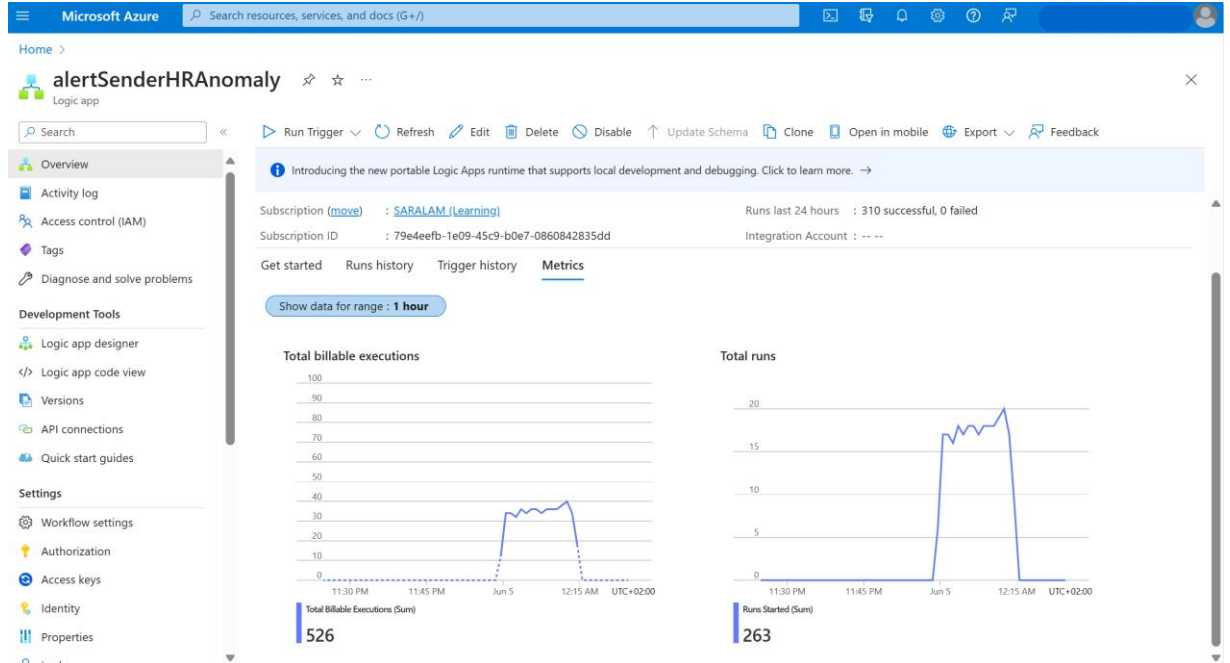 Microsoft Azure
Search resources, services, and docs (G+/)
Home >
alertSenderHRAnomaly
Logic app
Search
Run Trigger
Refresh
Edit
Delete
Disable
Update Schema
Clone
Open in mobile
Export
Feedback
Overview
Activity log
Access control (IAM)
Tags
Diagnose and solve problems
Development Tools
Logic app designer
Logic app code view
Versions
API connections
Quick start guides
Settings
Workflow settings
Authorization
Access keys
Identity
Properties
Introducing the new portable Logic Apps runtime that supports local development and debugging. Click to learn more. →
Subscription (move) : SARALAM (Learning)
Runs last 24 hours : 310 successful, 0 failed
Subscription ID : 79e4eefb-1e09-45c9-b0e7-0860842835dd
Integration Account : -- --
Get started
Runs history
Trigger history
Metrics
Show data for range : 1 hour
Total billable executions
100
90
80
70
60
50
40
30
20
10
0
11:30 PM 11:45 PM Jun 5 12:15 AM UTC+02:00
Total Billable Executions (Sum)
526
Total runs
20
15
10
5
0
11:30 PM 11:45 PM Jun 5 12:15 AM UTC+02:00
Runs Started (Sum)
263